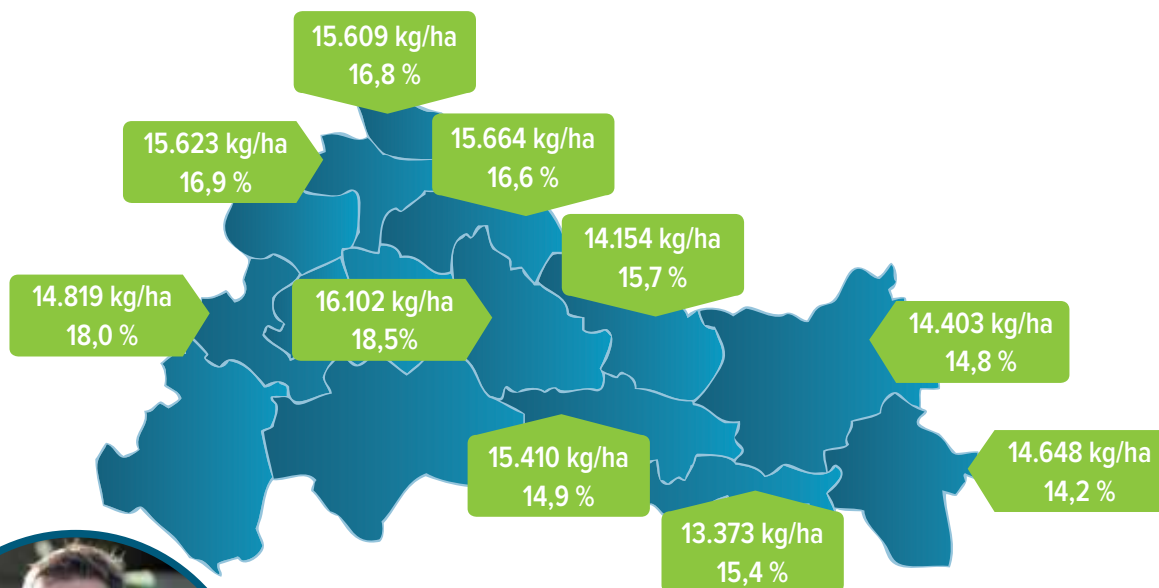 15.609 kg/ha
16,8 %
15.623 kg/ha
16,9 %
15.664 kg/ha
16,6 %
14.154 kg/ha
15,7 %
14.819 kg/ha
18,0 %
16.102 kg/ha
18,5%
14.403 kg/ha
14,8 %
15.410 kg/ha
14,9 %
14.648 kg/ha
14,2 %
13.373 kg/ha
15,4 %